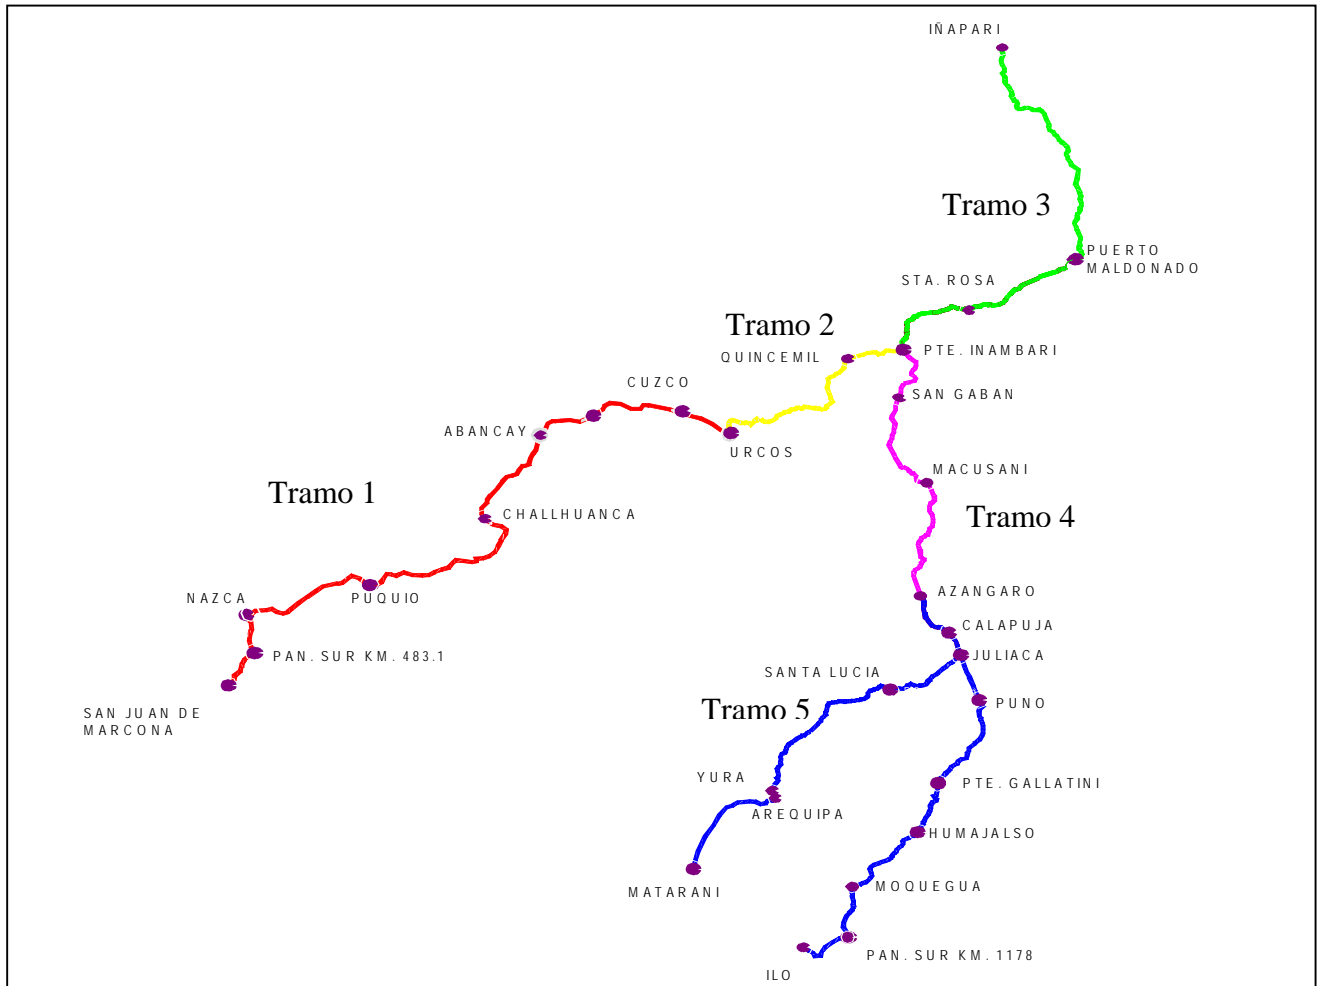 IÑAPARI
Tramo 3
PUERTO
MALDONADO
STA. ROSA
Tramo 2
QUINCEMIL
PTE. INAMBARI
CUZCO
SAN GABAN
ABANCAY
URCOS
MACUSANI
Tramo 1
CHALLHUANCA
Tramo 4
NAZCA
PUQUIO
AZANGARO
CALAPUJA
PAN. SUR KM. 483.1
JULIACA
SANTA LUCIA
SAN JUAN DE
MARCONA
Tramo 5
PUNO
YURA
PTE. GALLATINI
AREQUIPA
HUMAJALSO
MATARANI
MOQUEGUA
PAN. SUR KM. 1178
ILO